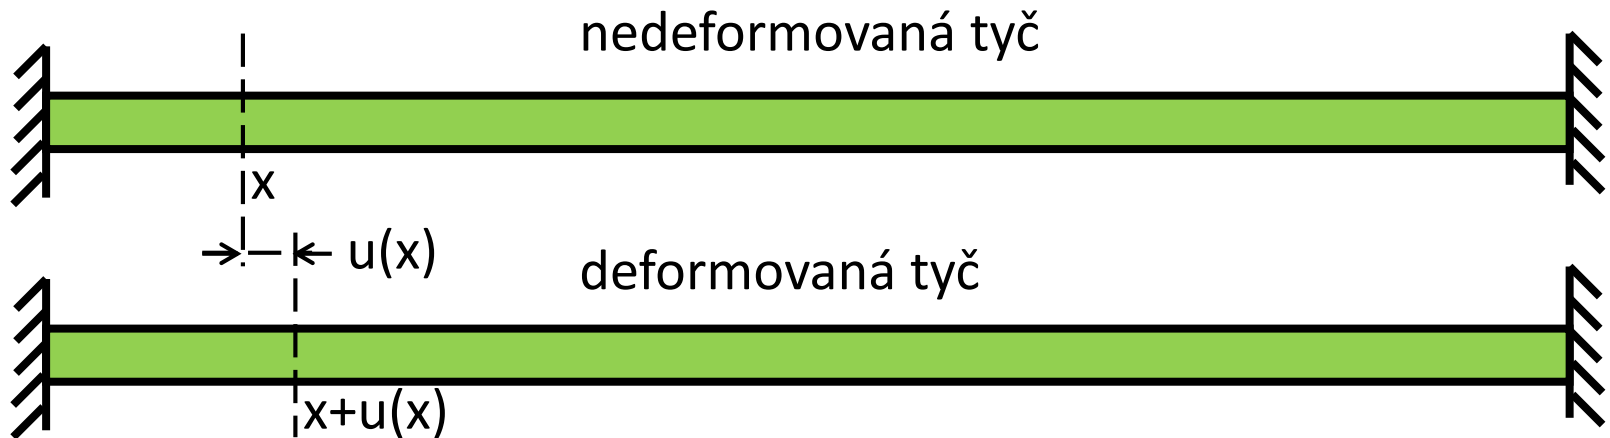 nedeformovaná tyč
x
u(x)
deformovaná tyč
x+u(x)